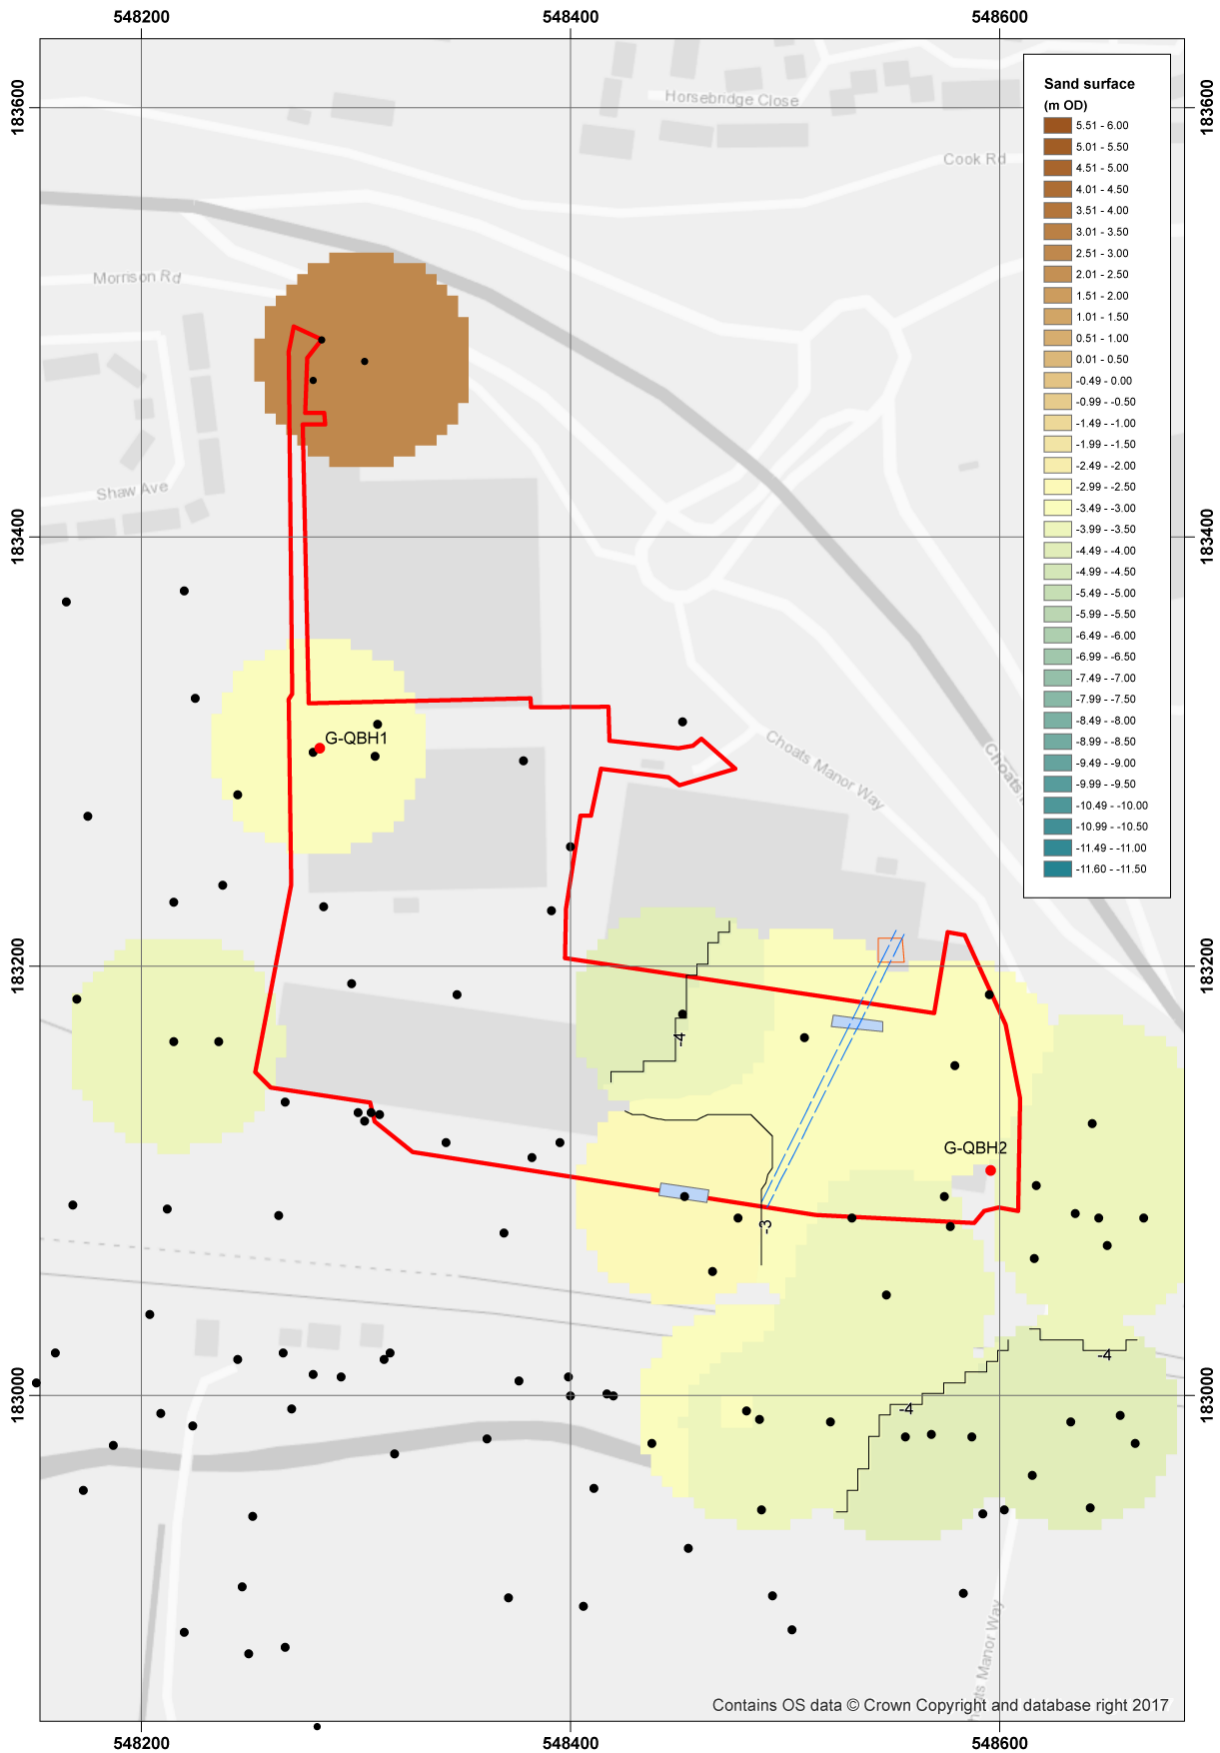 548200
548400
548600
183600
183600
Horsebridge Close
Cook Rd
Morrison Rd
Shaw Ave
183400
183400
G-QBH1
Choats Manor Way
Choats
183200
183200
-4
G-QBH2
-3
-4
-4
183000
183000
ts Manor Way
Sand surface
(m OD)
5.51 - 6.00
5.01 - 5.50
4.51 - 5.00
4.01 - 4.50
3.51 - 4.00
3.01 - 3.50
2.51 - 3.00
2.01 - 2.50
1.51 - 2.00
1.01 - 1.50
0.51 - 1.00
0.01 - 0.50
-0.49 - 0.00
-0.99 - -0.50
-1.49 - -1.00
-1.99 - -1.50
-2.49 - -2.00
-2.99 - -2.50
-3.49 - -3.00
-3.99 - -3.50
-4.49 - -4.00
-4.99 - -4.50
-5.49 - -5.00
-5.99 - -5.50
-6.49 - -6.00
-6.99 - -6.50
-7.49 - -7.00
-7.99 - -7.50
-8.49 - -8.00
-8.99 - -8.50
-9.49 - -9.00
-9.99 - -9.50
-10.49 - -10.00
-10.99 - -10.50
-11.49 - -11.00
-11.60 - -11.50
Contains OS data © Crown Copyright and database right 2017
548200
548400
548600